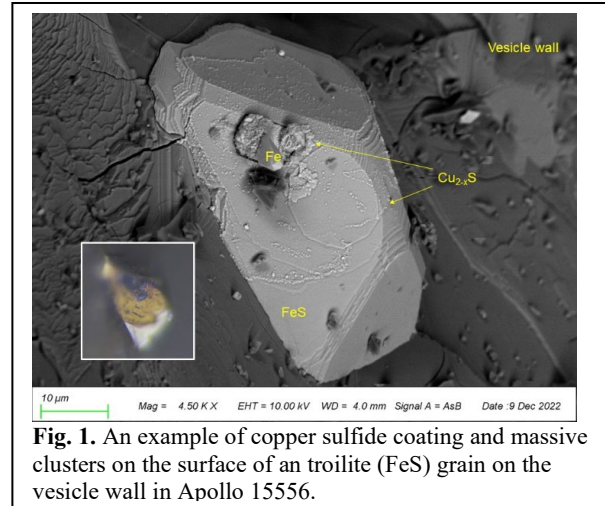 Vesicle wall
Fe
Cu2-xS
FeS
10 µm
Mag = 4.50 K X EHT = 10.00 kV WD = 4.0 mm Signal A = AsB Date :9 Dec 2022
Fig. 1. An example of copper sulfide coating and massive
clusters on the surface of an troilite (FeS) grain on the
vesicle wall in Apollo 15556.